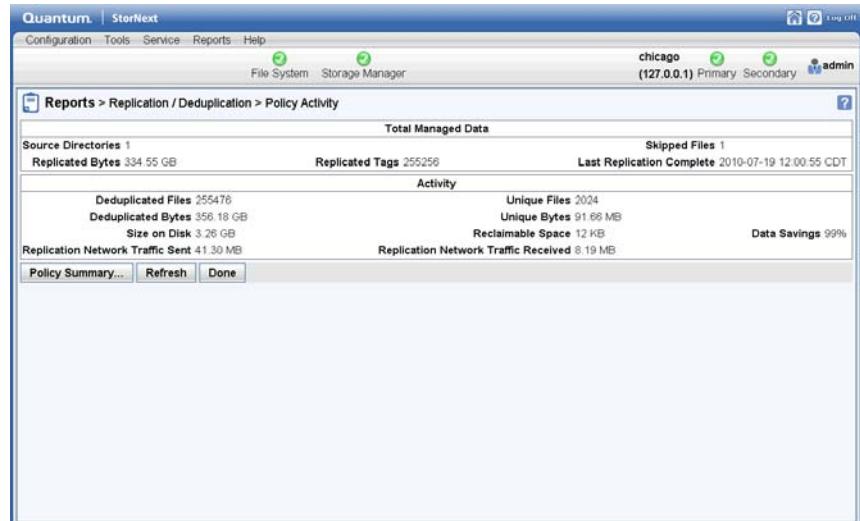 Quantum. StorNext Log Off
Configuration Tools Service Reports Help
File System Storage Manager chicago (127.0.0.1) Primary Secondary admin
Reports > Replication / Deduplication > Policy Activity
Total Managed Data
Source Directories 1 Skipped Files 1
Replicated Bytes 334.55 GB Replicated Tags 255256 Last Replication Complete 2010-07-19 12:00:55 CDT
Activity
Deduplicated Files 255476 Unique Files 2024
Deduplicated Bytes 356.18 GB Unique Bytes 91.66 MB
Size on Disk 3.26 GB Reclaimable Space 12 KB Data Savings 99%
Replication Network Traffic Sent 41.30 MB Replication Network Traffic Received 8.19 MB
Policy Summary... Refresh Done